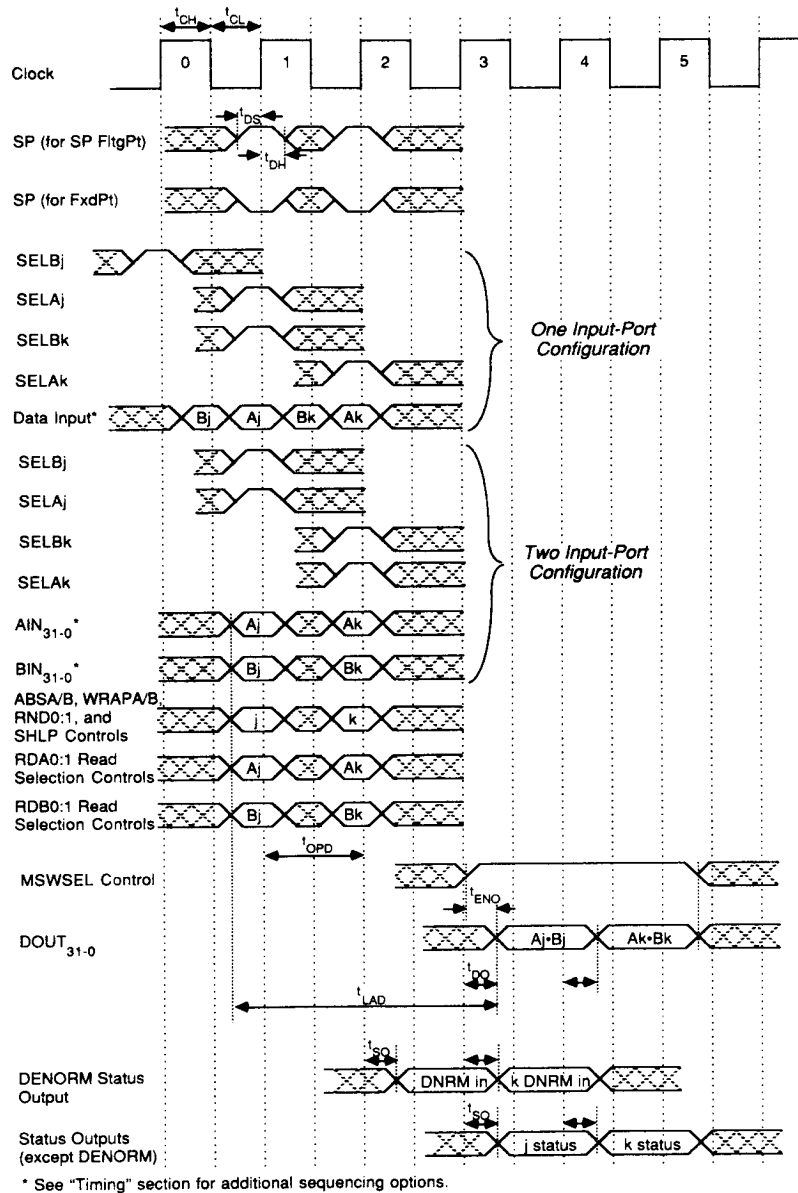 tCH tCL
Clock 0 1 2 3 4 5
tDS
SP (for SP FltgPt)
tDH
SP (for FxdPt)
SELBj
SELAj
SELBk
One Input-Port
Configuration
SELAk
Data Input* Bj Aj Bk Ak
SELBj
SELAj
SELBk
Two Input-Port
Configuration
SELAk
AIN31-0* Aj Ak
BIN31-0* Bj Bk
ABSA/B, WRAPA/B,
RND0:1, and
SHLP Controls
j k
RDA0:1 Read
Selection Controls
Aj Ak
RDB0:1 Read
Selection Controls
Bj Bk
tOPD
MSWSEL Control
tENO
DOUT31-0 Aj•Bj Ak•Bk
tDO
tLAD
tSO
DENORM Status
Output
DNRM in k DNRM in
tSO
Status Outputs
(except DENORM)
j status k status
* See "Timing" section for additional sequencing options.